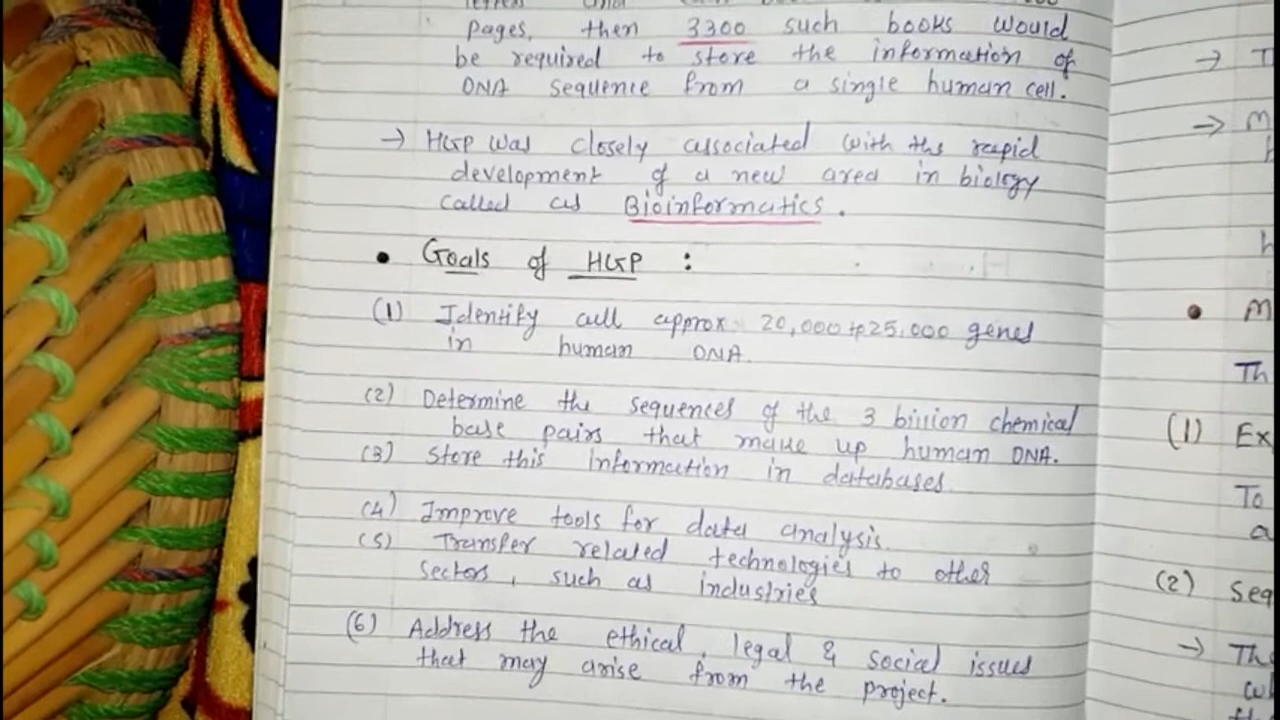 pages, then 3300 such books would
be required to store the information of
DNA sequence from a single human cell.
→ HGP was closely associated with the rapid
development of a new area in biology
called as Bioinformatics.
• Goals of HGP :
(1) Identify all approx 20,000 to 25,000 genes
in human DNA.
(2) Determine the sequences of the 3 billion chemical
base pairs that make up human DNA.
(3) Store this information in databases
(4) Improve tools for data analysis.
(5) Transfer related technologies to other
sectors, such as industries
(6) Address the ethical, legal & social issues
that may arise from the project.
→ T
→ M
h
• M
Th
(1) Ex
To
a
(2) Seq
→ Th